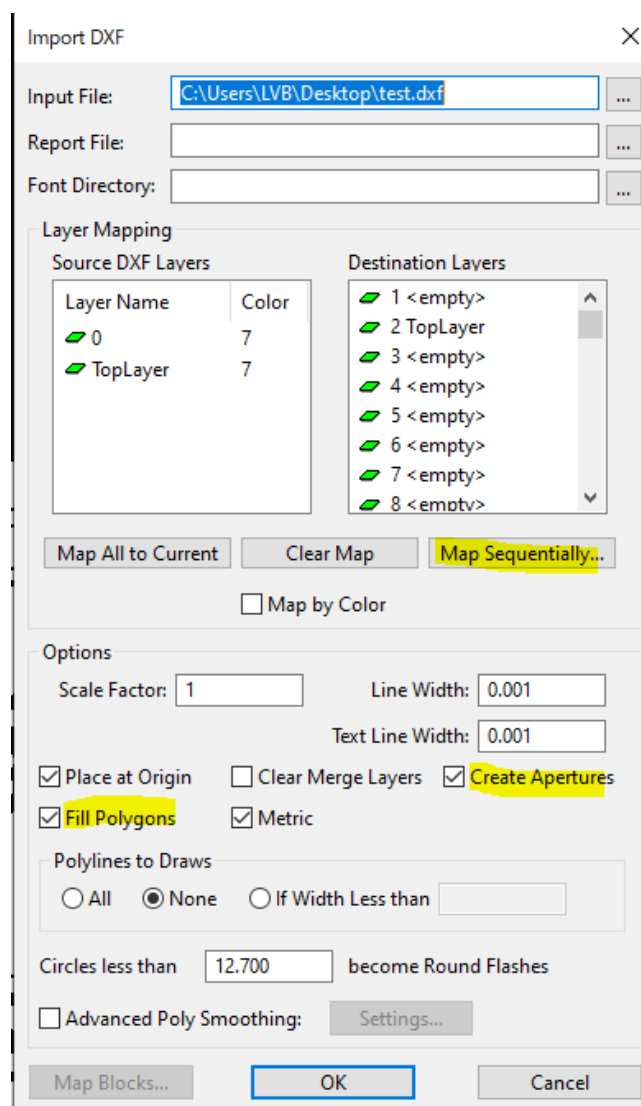 Import DXF
Input File: C:\Users\LVB\Desktop\test.dxf ...
Report File: ...
Font Directory: ...
Layer Mapping
Source DXF Layers
Layer Name Color
0 7
TopLayer 7
Destination Layers
1 <empty>
2 TopLayer
3 <empty>
4 <empty>
5 <empty>
6 <empty>
7 <empty>
8 <empty>
Map All to Current Clear Map Map Sequentially...
Map by Color
Options
Scale Factor: 1 Line Width: 0.001
Text Line Width: 0.001
Place at Origin Clear Merge Layers Create Apertures
Fill Polygons Metric
Polylines to Draws
All None If Width Less than
Circles less than 12.700 become Round Flashes
Advanced Poly Smoothing: Settings...
Map Blocks... OK Cancel